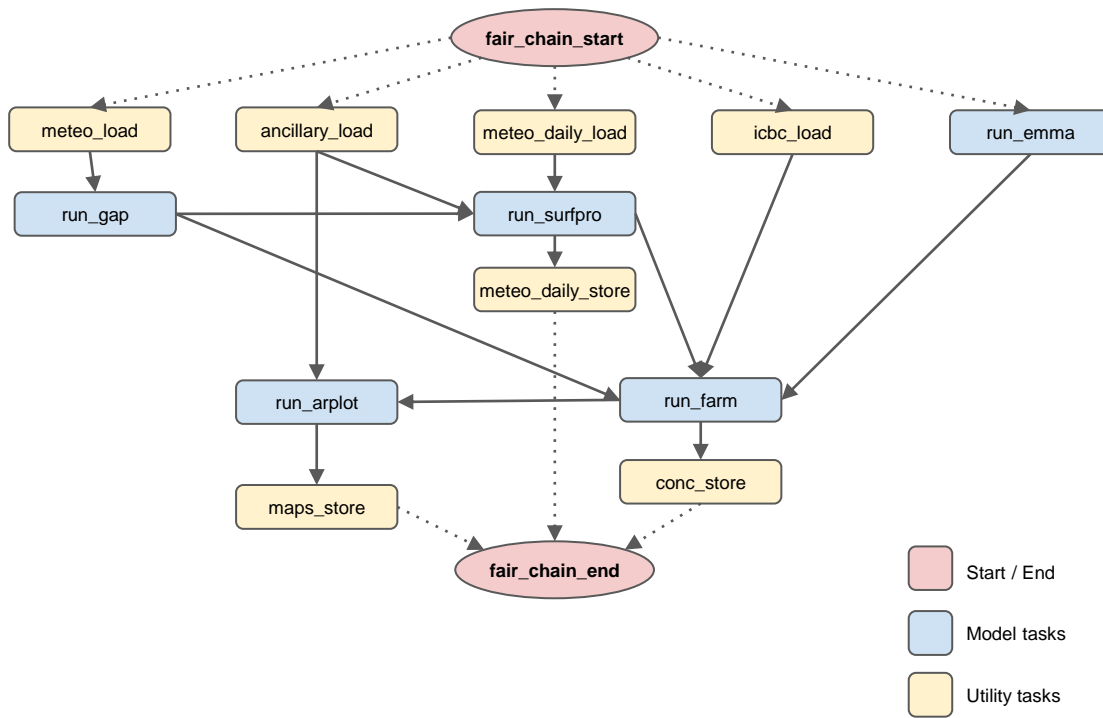 fair_chain_start
meteo_load
ancillary_load
meteo_daily_load
icbc_load
run_emma
run_gap
run_surfpro
meteo_daily_store
run_arplot
run_farm
maps_store
conc_store
fair_chain_end
Start / End
Model tasks
Utility tasks